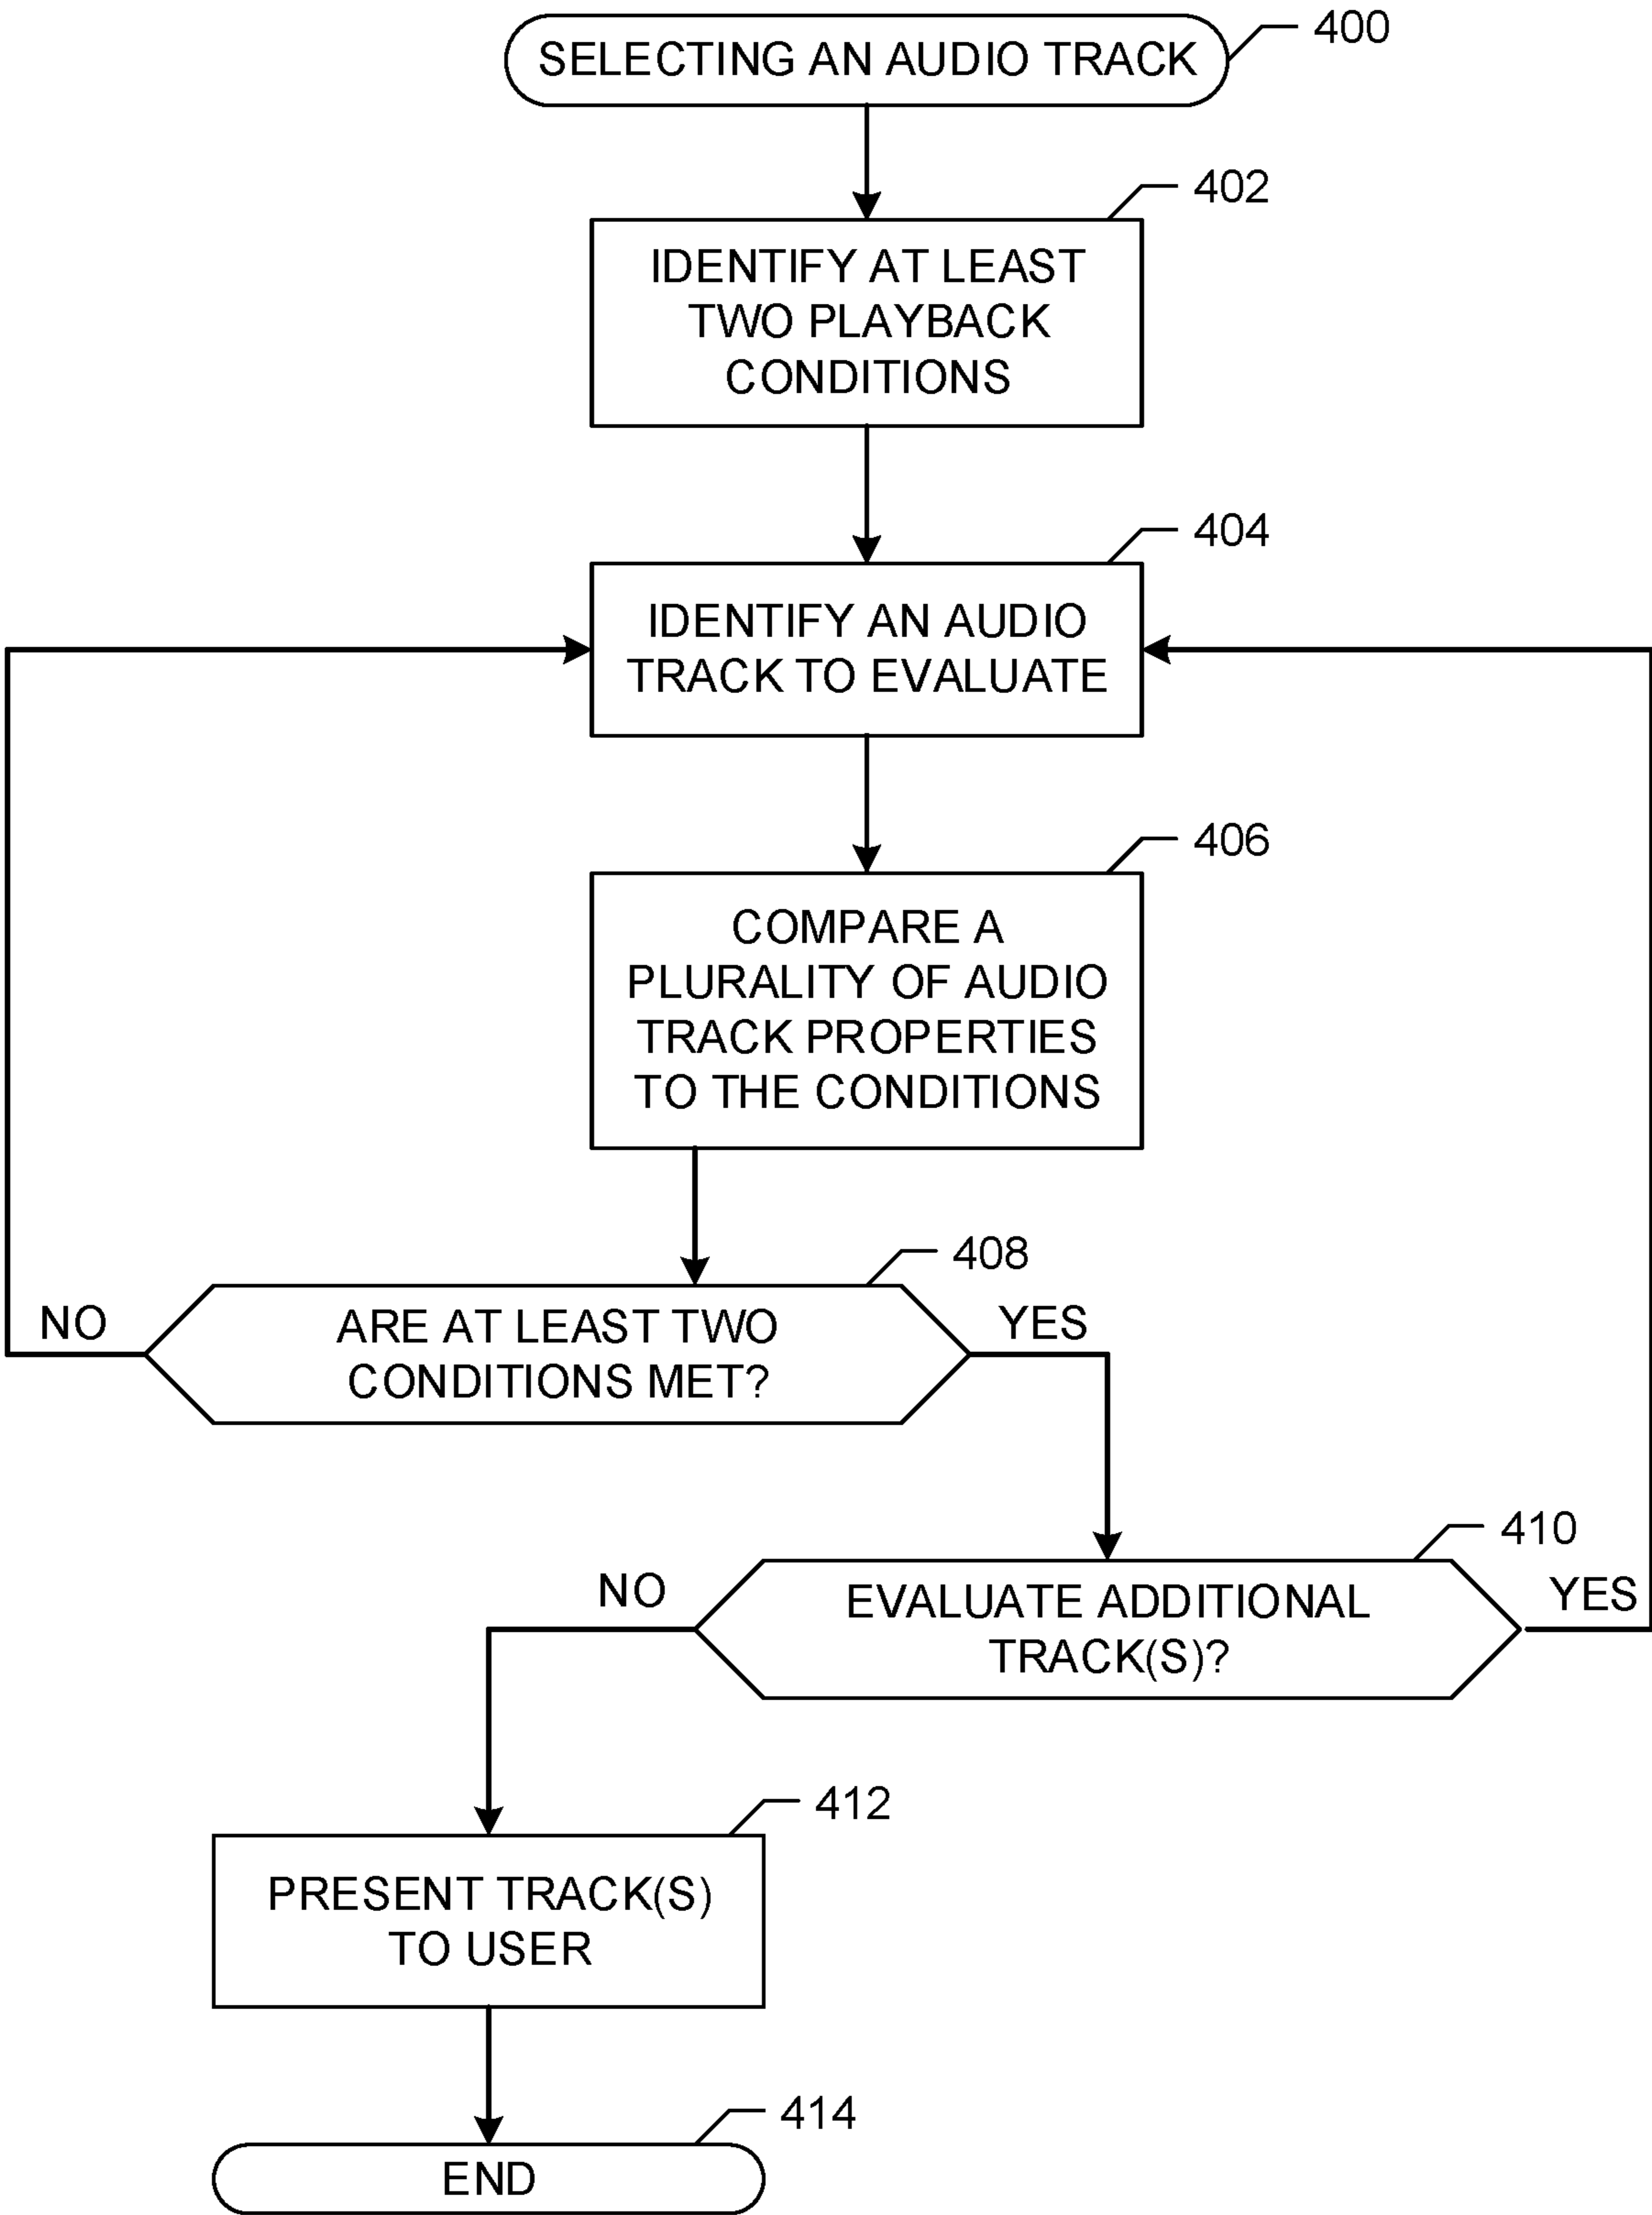 400
SELECTING AN AUDIO TRACK
402
IDENTIFY AT LEAST
TWO PLAYBACK
CONDITIONS
404
IDENTIFY AN AUDIO
TRACK TO EVALUATE
406
COMPARE A
PLURALITY OF AUDIO
TRACK PROPERTIES
TO THE CONDITIONS
408
NO
ARE AT LEAST TWO
CONDITIONS MET?
YES
410
NO
EVALUATE ADDITIONAL
TRACK(S)?
YES
412
PRESENT TRACK(S)
TO USER
414
END